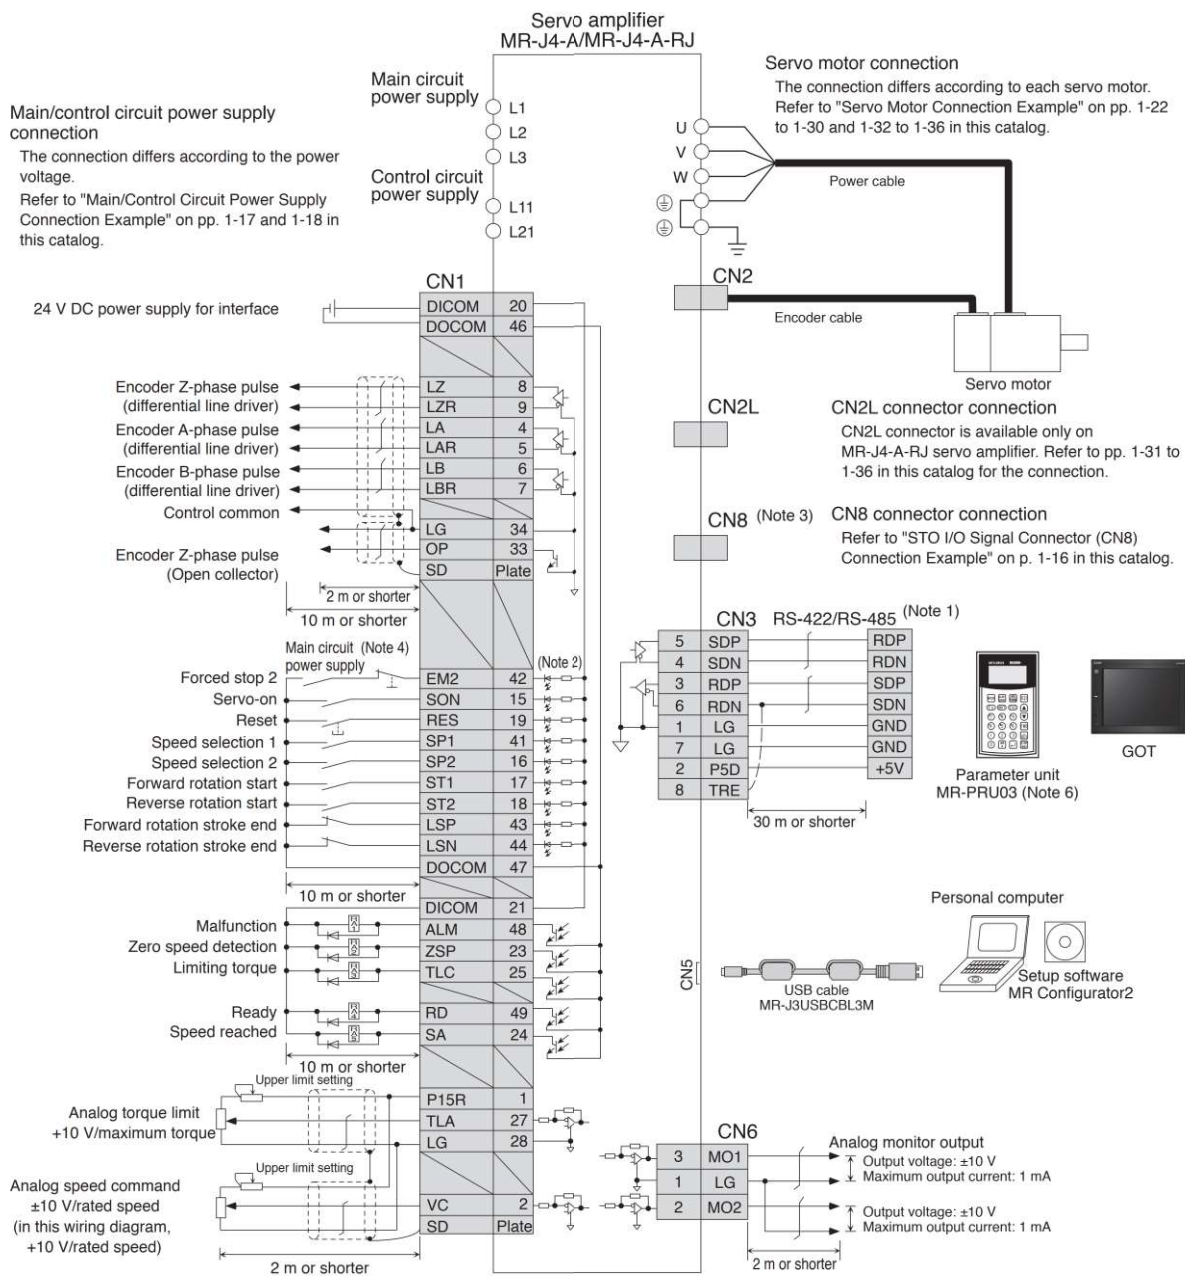 Servo amplifier
MR-J4-A/MR-J4-A-RJ
Main/control circuit power supply
connection
The connection differs according to the power
voltage.
Refer to "Main/Control Circuit Power Supply
Connection Example" on pp. 1-17 and 1-18 in
this catalog.
Main circuit
power supply
L1
L2
L3
Control circuit
power supply
L11
L21
Servo motor connection
The connection differs according to each servo motor.
Refer to "Servo Motor Connection Example" on pp. 1-22
to 1-30 and 1-32 to 1-36 in this catalog.
U
V
W
Power cable
CN2
Encoder cable
Servo motor
CN2L
CN2L connector connection
CN2L connector is available only on
MR-J4-A-RJ servo amplifier. Refer to pp. 1-31 to
1-36 in this catalog for the connection.
CN8 (Note 3)
CN8 connector connection
Refer to "STO I/O Signal Connector (CN8)
Connection Example" on p. 1-16 in this catalog.
CN1
24 V DC power supply for interface
DICOM 20
DOCOM 46
Encoder Z-phase pulse
(differential line driver)
LZ 8
LZR 9
Encoder A-phase pulse
(differential line driver)
LA 4
LAR 5
Encoder B-phase pulse
(differential line driver)
LB 6
LBR 7
Control common
LG 34
Encoder Z-phase pulse
(Open collector)
OP 33
SD Plate
2 m or shorter
10 m or shorter
Main circuit (Note 4)
power supply
(Note 2)
Forced stop 2 EM2 42
Servo-on SON 15
Reset RES 19
Speed selection 1 SP1 41
Speed selection 2 SP2 16
Forward rotation start ST1 17
Reverse rotation start ST2 18
Forward rotation stroke end LSP 43
Reverse rotation stroke end LSN 44
DOCOM 47
10 m or shorter
DICOM 21
Malfunction RA1 ALM 48
Zero speed detection RA2 ZSP 23
Limiting torque RA3 TLC 25
Ready RA4 RD 49
Speed reached RA5 SA 24
10 m or shorter
Upper limit setting
Analog torque limit
+10 V/maximum torque
P15R 1
TLA 27
LG 28
Upper limit setting
Analog speed command
±10 V/rated speed
(in this wiring diagram,
+10 V/rated speed)
VC 2
SD Plate
2 m or shorter
CN3 RS-422/RS-485 (Note 1)
5 SDP RDP
4 SDN RDN
3 RDP SDP
6 RDN SDN
1 LG GND
7 LG GND
2 P5D +5V
8 TRE
30 m or shorter
Parameter unit
MR-PRU03 (Note 6)
GOT
CN5
USB cable
MR-J3USBCBL3M
Personal computer
Setup software
MR Configurator2
CN6
3 MO1
1 LG
2 MO2
Analog monitor output
Output voltage: ±10 V
Maximum output current: 1 mA
Output voltage: ±10 V
Maximum output current: 1 mA
2 m or shorter